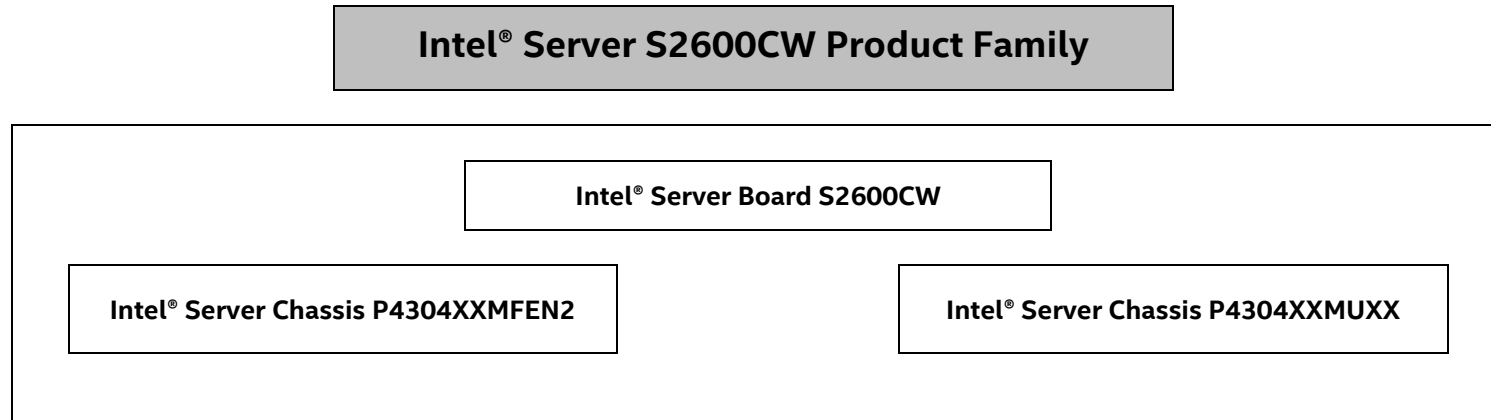 Intel® Server S2600CW Product Family
Intel® Server Board S2600CW
Intel® Server Chassis P4304XXMFEN2
Intel® Server Chassis P4304XXMUXX